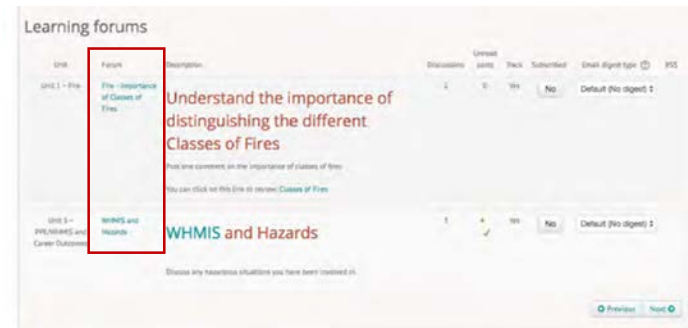 Learning forums
Unit Forum Description Discussions Unread posts Track Subscribed Email digest type RSS
Unit 1 – Fire
Fire - Importance
of Classes of
Fires
Understand the importance of
distinguishing the different
Classes of Fires
Post one comment on the importance of classes of fires
You can click on this link to review Classes of Fires
0 Yes No Default (No digest)
Unit 3 –
PPE/WHMIS and
Career Outcomes
WHMIS and
Hazards
WHMIS and Hazards
Discuss any hazardous situations you have been involved in.
4 Yes No Default (No digest)
Previous Next